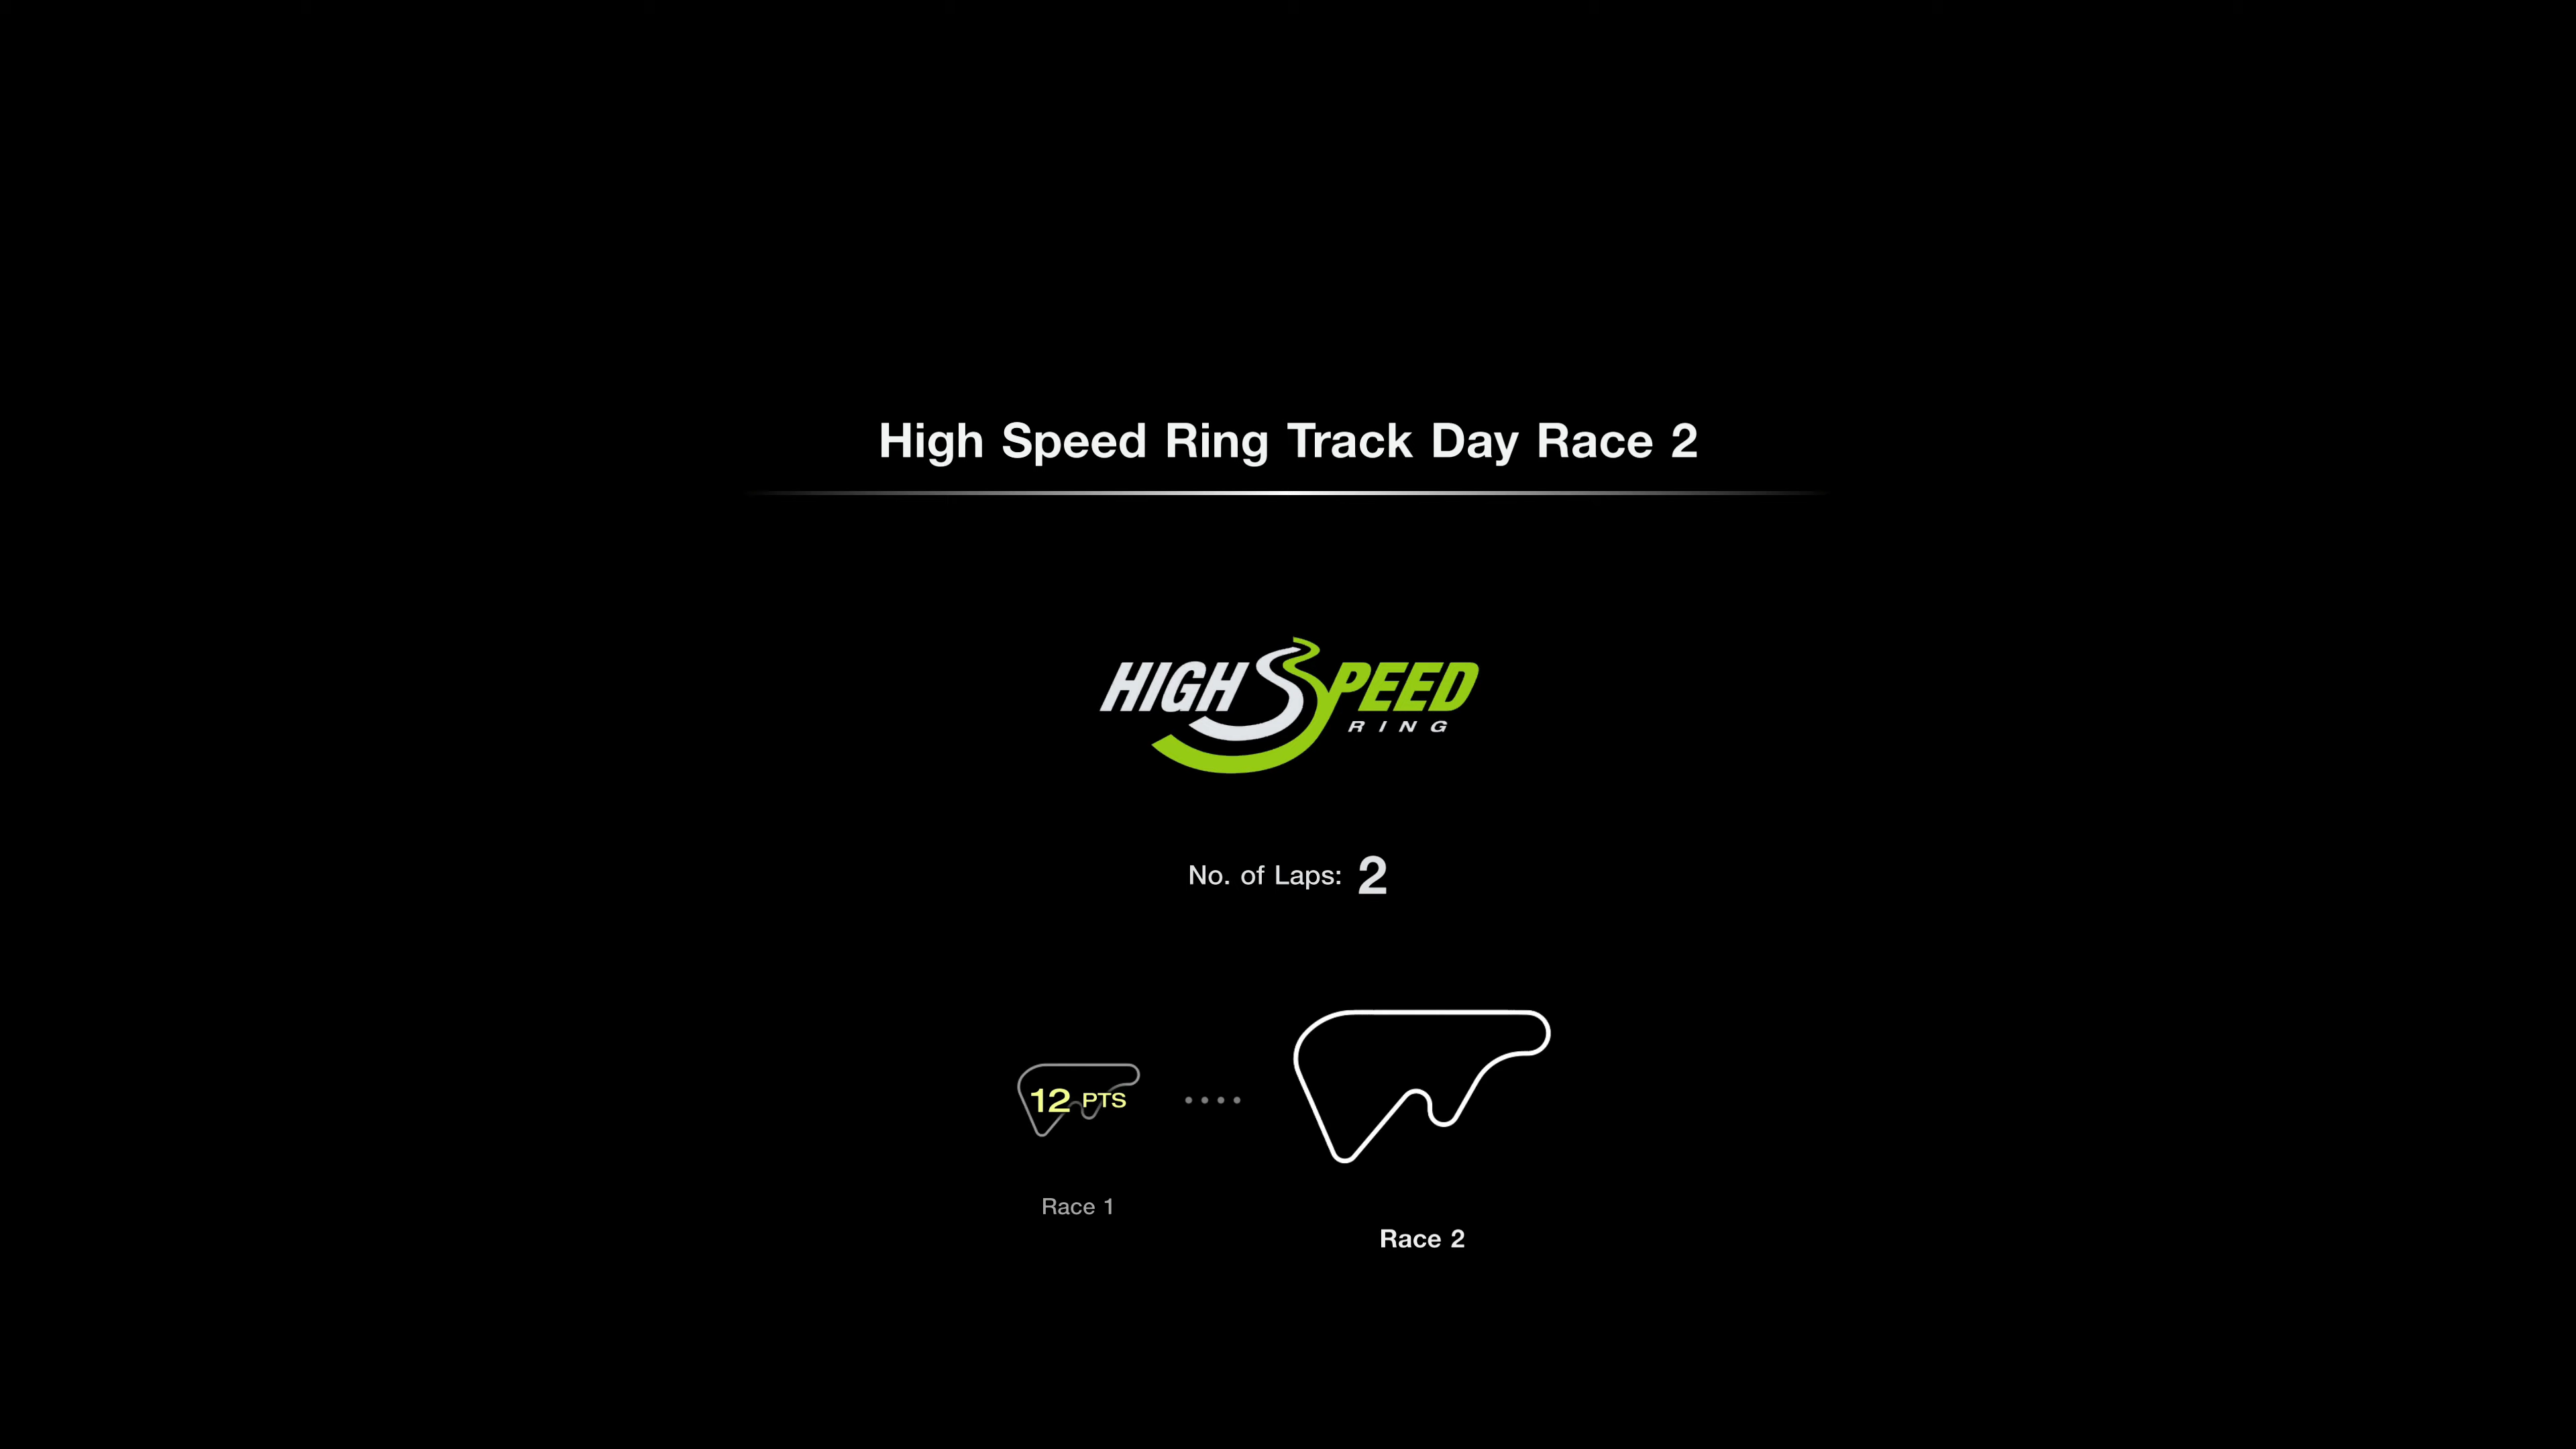 High Speed Ring Track Day Race 2
HIGH SPEED
RING
No. of Laps: 2
12 PTS
Race 1
Race 2